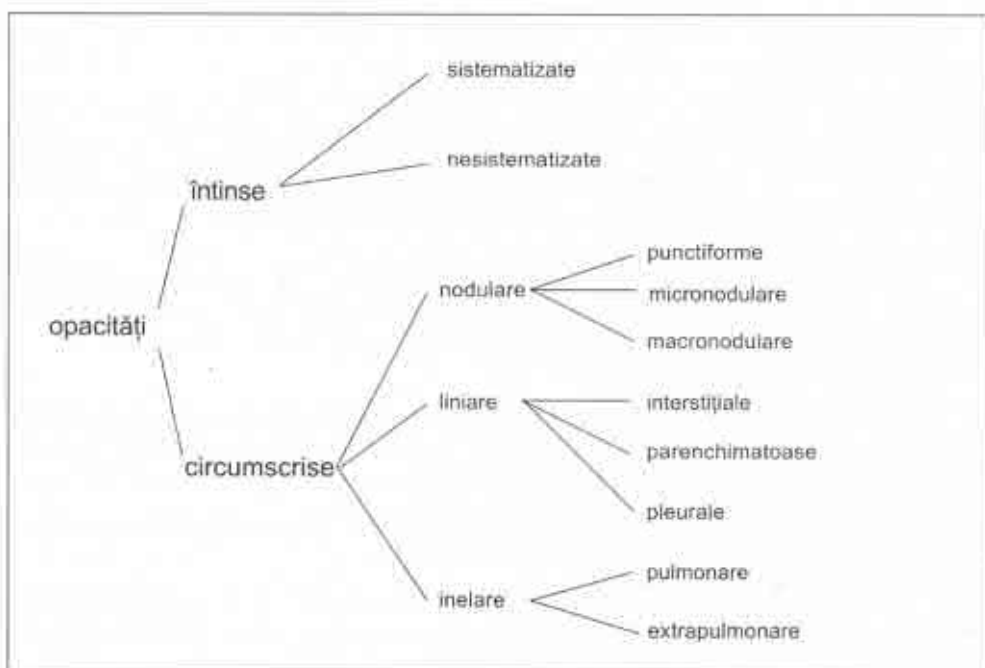 sistematizate
nesistematizate
întinse
punctiforme
nodulare
micronodulare
opacități
macronodulare
liniare
interstițiale
parenchimatoase
circumscrise
pleurale
pulmonare
inelare
extrapulmonare